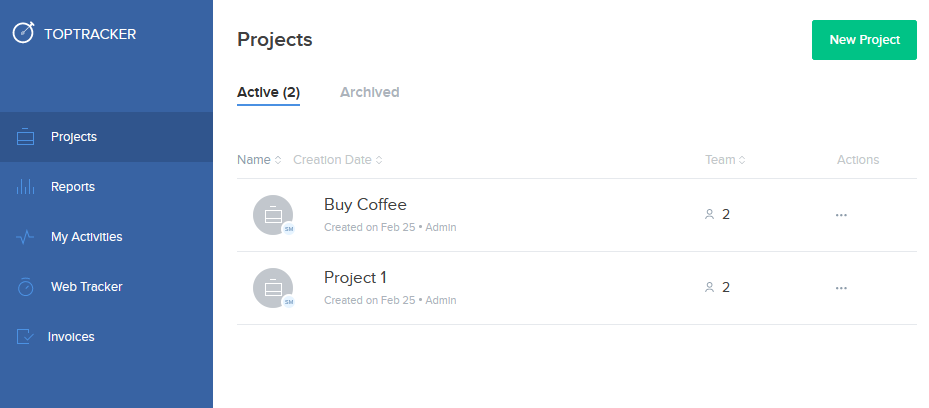 TOPTRACKER
Projects
Reports
My Activities
Web Tracker
Invoices
Projects
New Project
Active (2)
Archived
Name
Creation Date
Team
Actions
Buy Coffee
Created on Feb 25 • Admin
SM
2
Project 1
Created on Feb 25 • Admin
SM
2